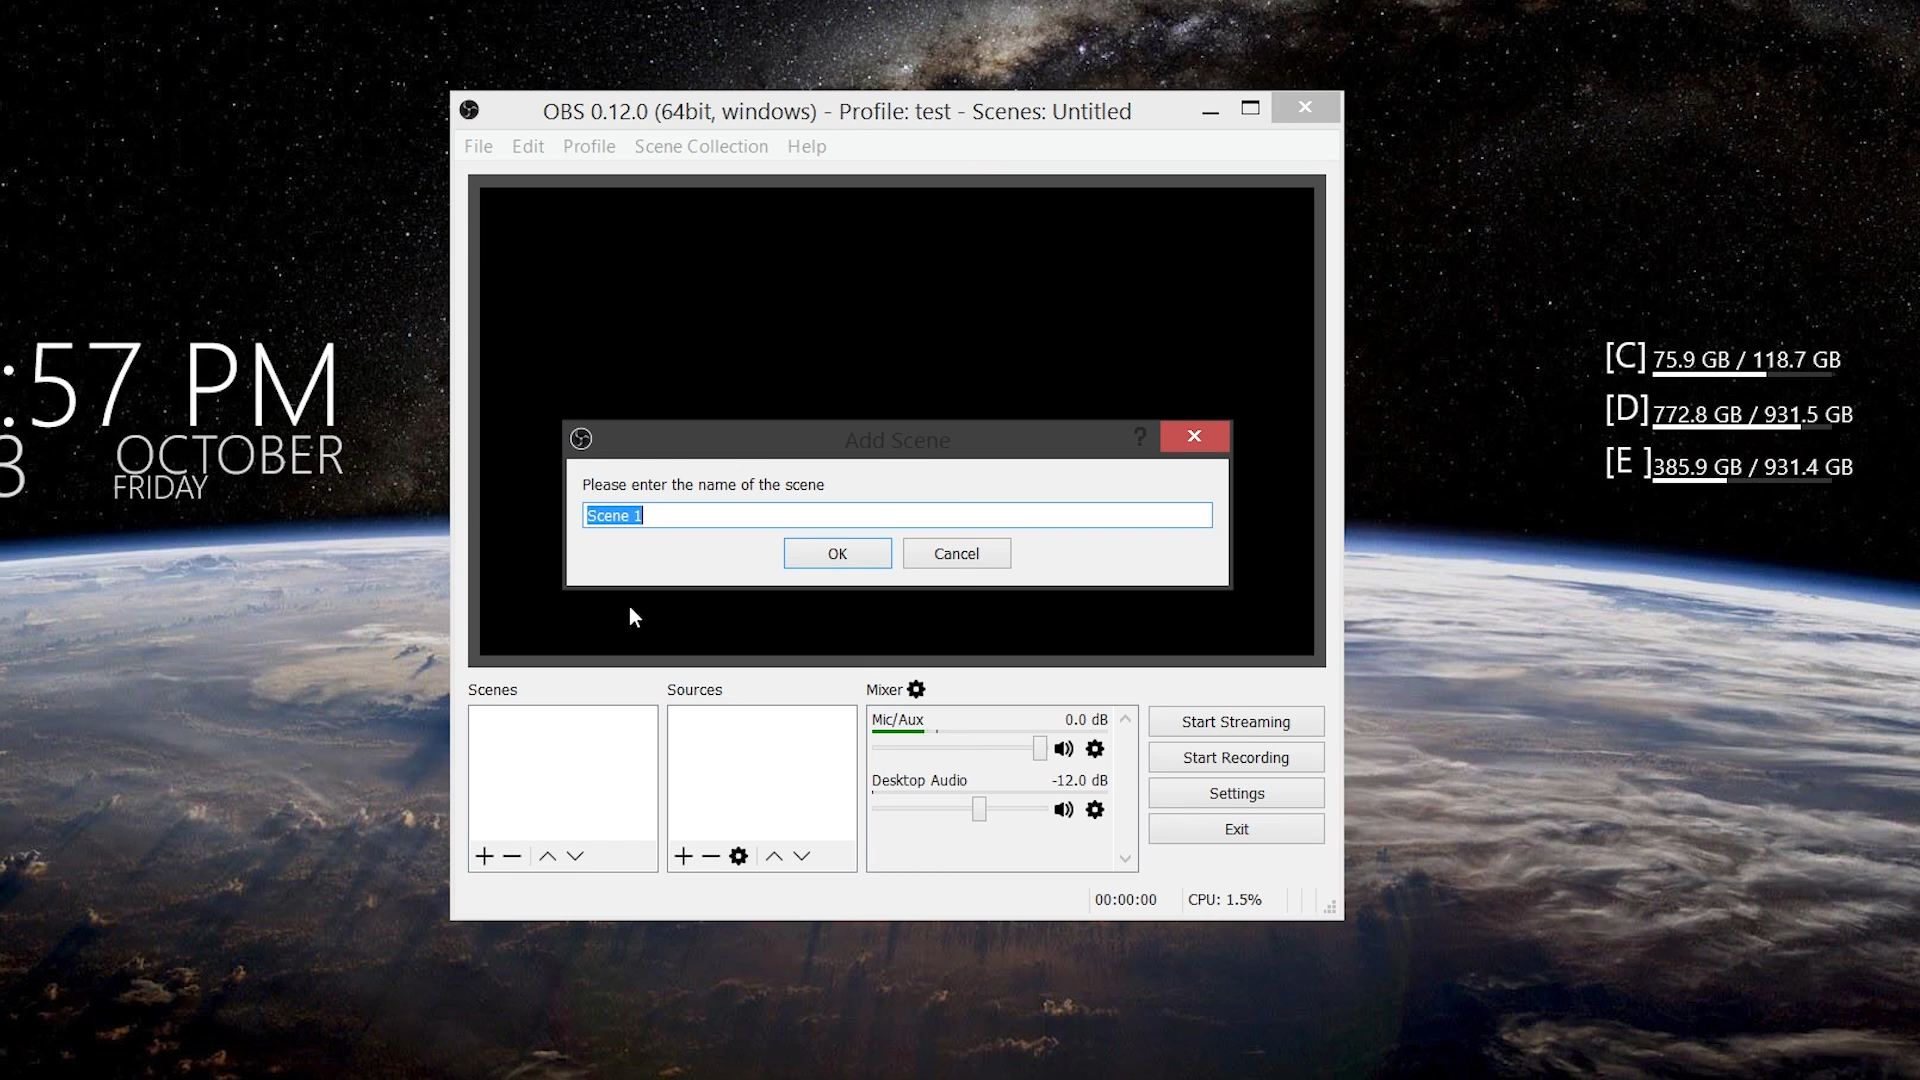 OBS 0.12.0 (64bit, windows) - Profile: test - Scenes: Untitled
File Edit Profile Scene Collection Help
:57 PM
3 OCTOBER
FRIDAY
[C] 75.9 GB / 118.7 GB
[D] 772.8 GB / 931.5 GB
[E ] 385.9 GB / 931.4 GB
Add Scene ?
Please enter the name of the scene
Scene 1
OK Cancel
Scenes Sources Mixer
Mic/Aux 0.0 dB
Desktop Audio -12.0 dB
Start Streaming
Start Recording
Settings
Exit
00:00:00 CPU: 1.5%